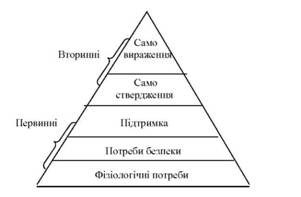 Само
вираження
Вторинні
Само
ствердження
Первинні
Підтримка
Потреби безпеки
Фізіологічні потреби